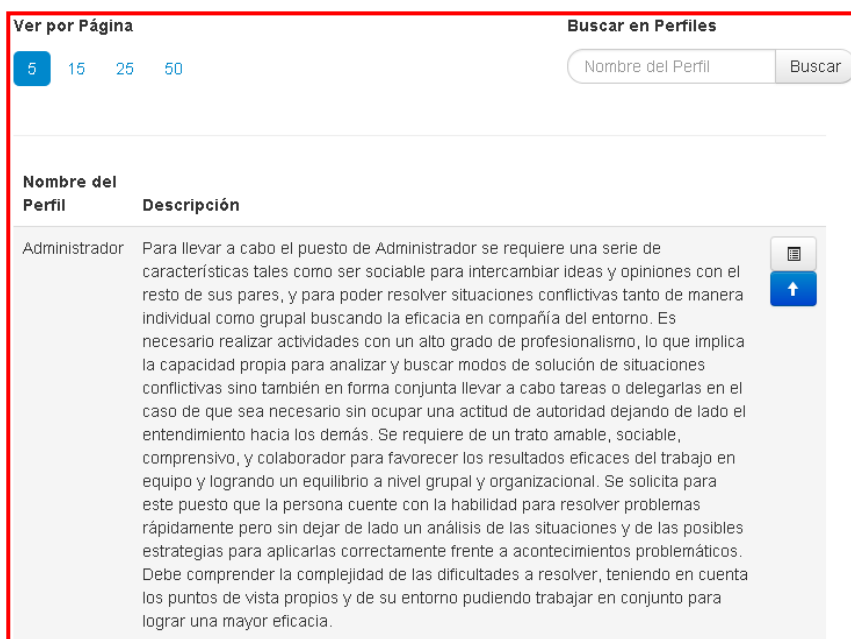 Ver por Página
Buscar en Perfiles
5 15 25 50
Nombre del Perfil Buscar
Nombre del
Perfil Descripción
Administrador Para llevar a cabo el puesto de Administrador se requiere una serie de
características tales como ser sociable para intercambiar ideas y opiniones con el
resto de sus pares, y para poder resolver situaciones conflictivas tanto de manera
individual como grupal buscando la eficacia en compañía del entorno. Es
necesario realizar actividades con un alto grado de profesionalismo, lo que implica
la capacidad propia para analizar y buscar modos de solución de situaciones
conflictivas sino también en forma conjunta llevar a cabo tareas o delegarlas en el
caso de que sea necesario sin ocupar una actitud de autoridad dejando de lado el
entendimiento hacia los demás. Se requiere de un trato amable, sociable,
comprensivo, y colaborador para favorecer los resultados eficaces del trabajo en
equipo y logrando un equilibrio a nivel grupal y organizacional. Se solicita para
este puesto que la persona cuente con la habilidad para resolver problemas
rápidamente pero sin dejar de lado un análisis de las situaciones y de las posibles
estrategias para aplicarlas correctamente frente a acontecimientos problemáticos.
Debe comprender la complejidad de las dificultades a resolver, teniendo en cuenta
los puntos de vista propios y de su entorno pudiendo trabajar en conjunto para
lograr una mayor eficacia.